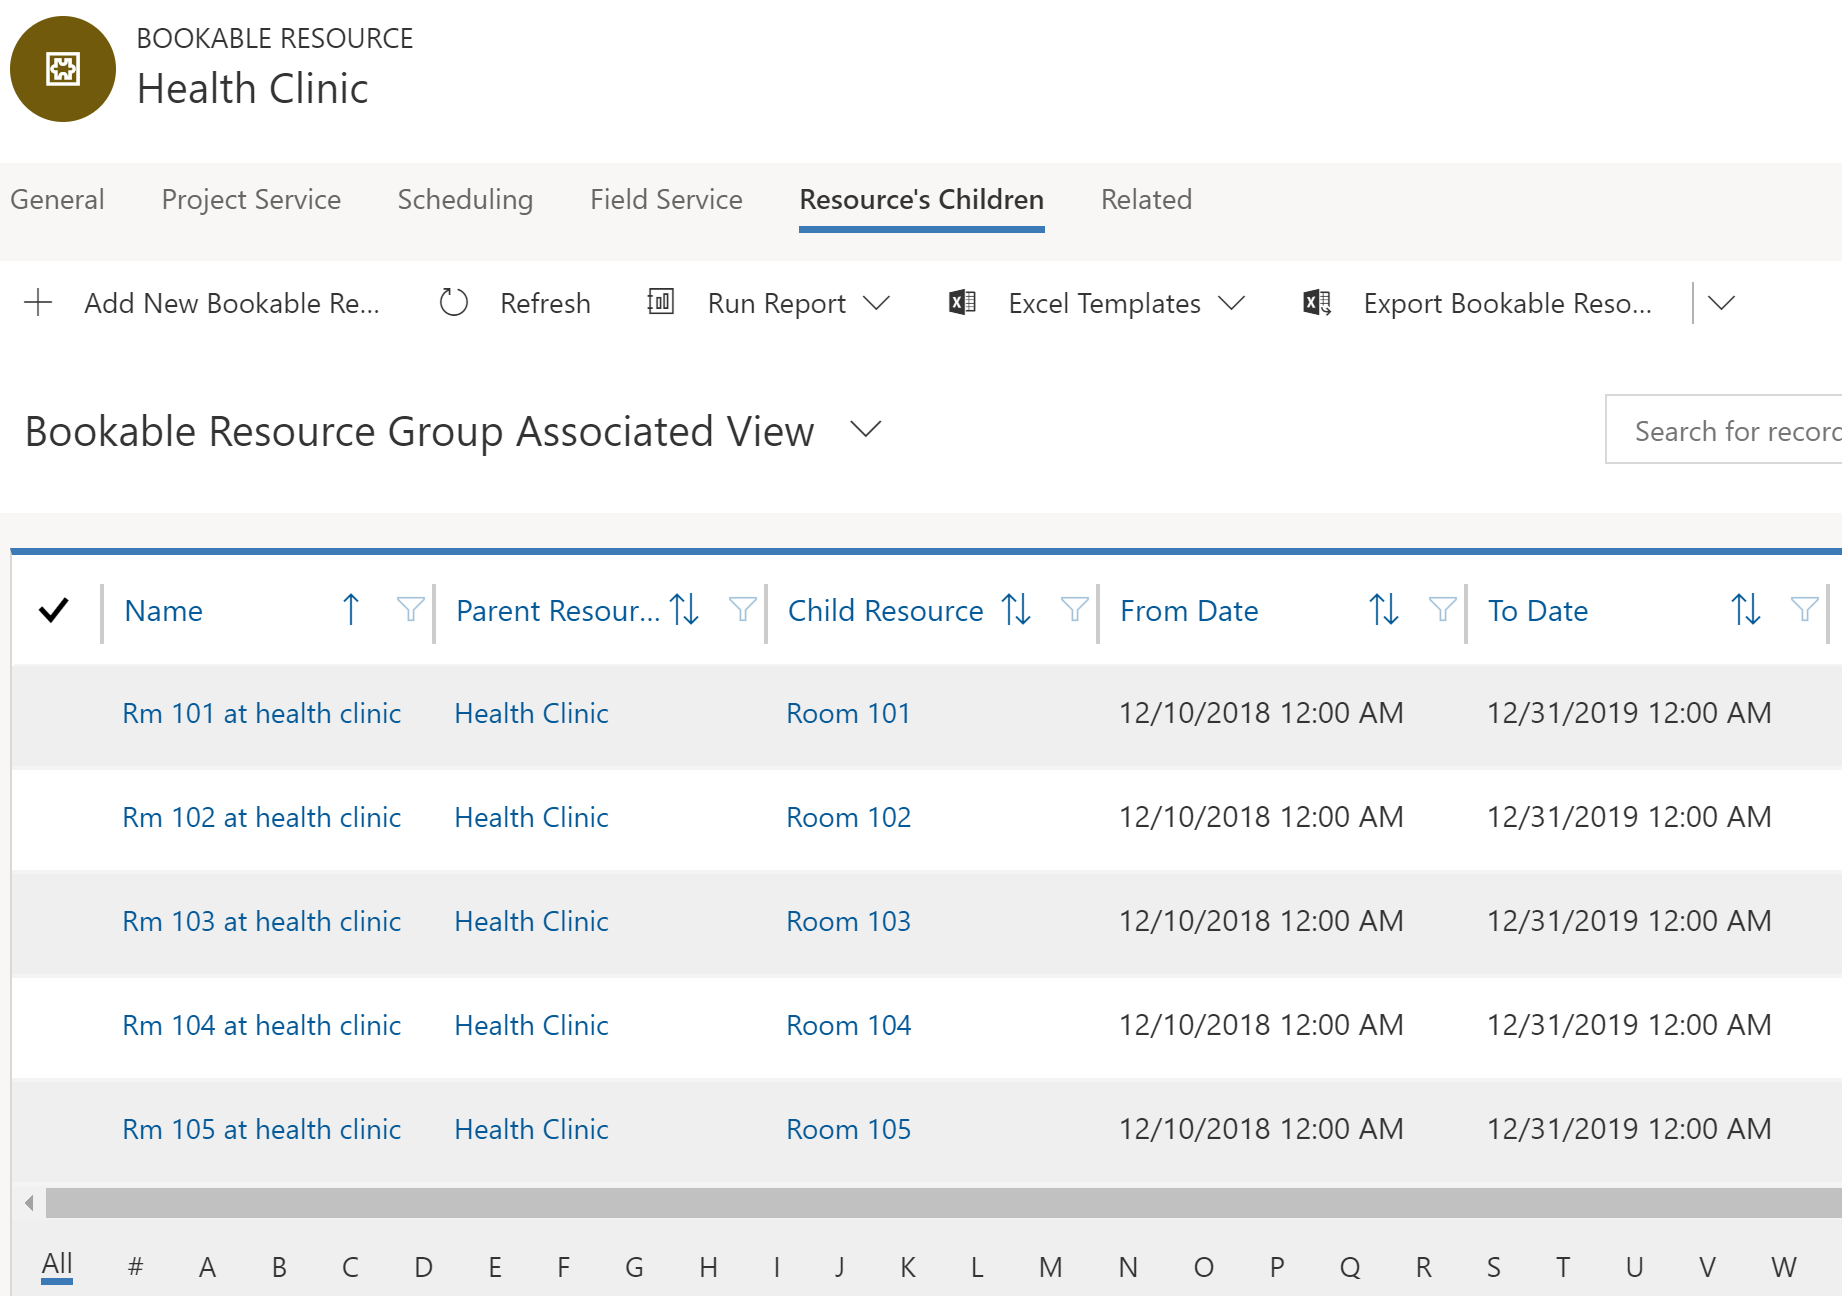 BOOKABLE RESOURCE
Health Clinic
General Project Service Scheduling Field Service Resource's Children Related
Add New Bookable Re... Refresh Run Report Excel Templates Export Bookable Reso...
Bookable Resource Group Associated View
Search for record
Name Parent Resour... Child Resource From Date To Date
Rm 101 at health clinic Health Clinic Room 101 12/10/2018 12:00 AM 12/31/2019 12:00 AM
Rm 102 at health clinic Health Clinic Room 102 12/10/2018 12:00 AM 12/31/2019 12:00 AM
Rm 103 at health clinic Health Clinic Room 103 12/10/2018 12:00 AM 12/31/2019 12:00 AM
Rm 104 at health clinic Health Clinic Room 104 12/10/2018 12:00 AM 12/31/2019 12:00 AM
Rm 105 at health clinic Health Clinic Room 105 12/10/2018 12:00 AM 12/31/2019 12:00 AM
All # A B C D E F G H I J K L M N O P Q R S T U V W